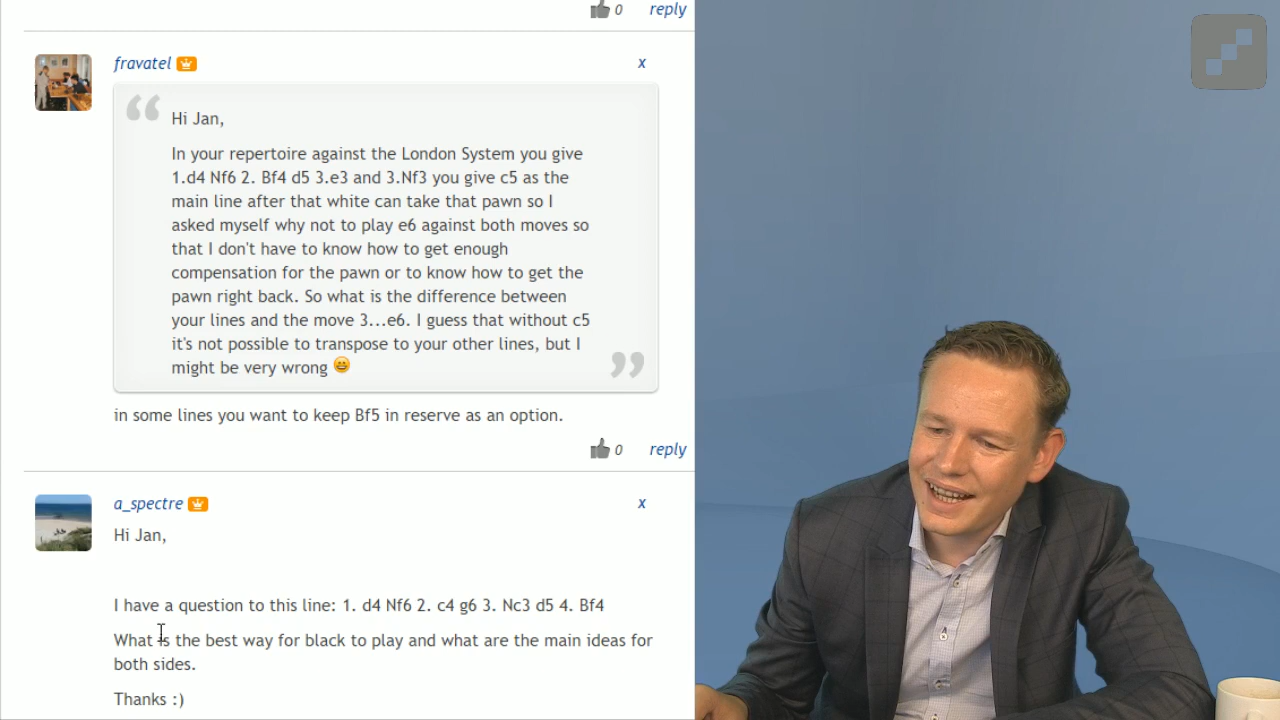 0 reply
fravatel x
Hi Jan,
In your repertoire against the London System you give
1.d4 Nf6 2. Bf4 d5 3.e3 and 3.Nf3 you give c5 as the
main line after that white can take that pawn so I
asked myself why not to play e6 against both moves so
that I don't have to know how to get enough
compensation for the pawn or to know how to get the
pawn right back. So what is the difference between
your lines and the move 3...e6. I guess that without c5
it's not possible to transpose to your other lines, but I
might be very wrong 😀
in some lines you want to keep Bf5 in reserve as an option.
0 reply
a_spectre x
Hi Jan,
I have a question to this line: 1. d4 Nf6 2. c4 g6 3. Nc3 d5 4. Bf4
What is the best way for black to play and what are the main ideas for
both sides.
Thanks :)